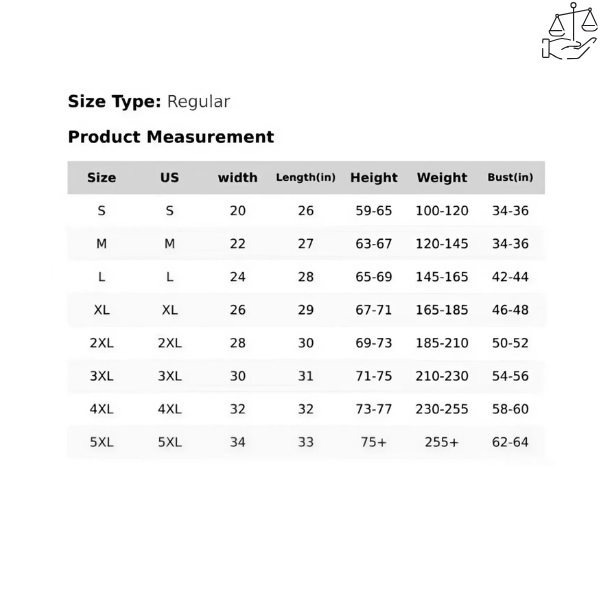 Size Type: Regular
Product Measurement
Size US width Length(in) Height Weight Bust(in)
S S 20 26 59-65 100-120 34-36
M M 22 27 63-67 120-145 34-36
L L 24 28 65-69 145-165 42-44
XL XL 26 29 67-71 165-185 46-48
2XL 2XL 28 30 69-73 185-210 50-52
3XL 3XL 30 31 71-75 210-230 54-56
4XL 4XL 32 32 73-77 230-255 58-60
5XL 5XL 34 33 75+ 255+ 62-64